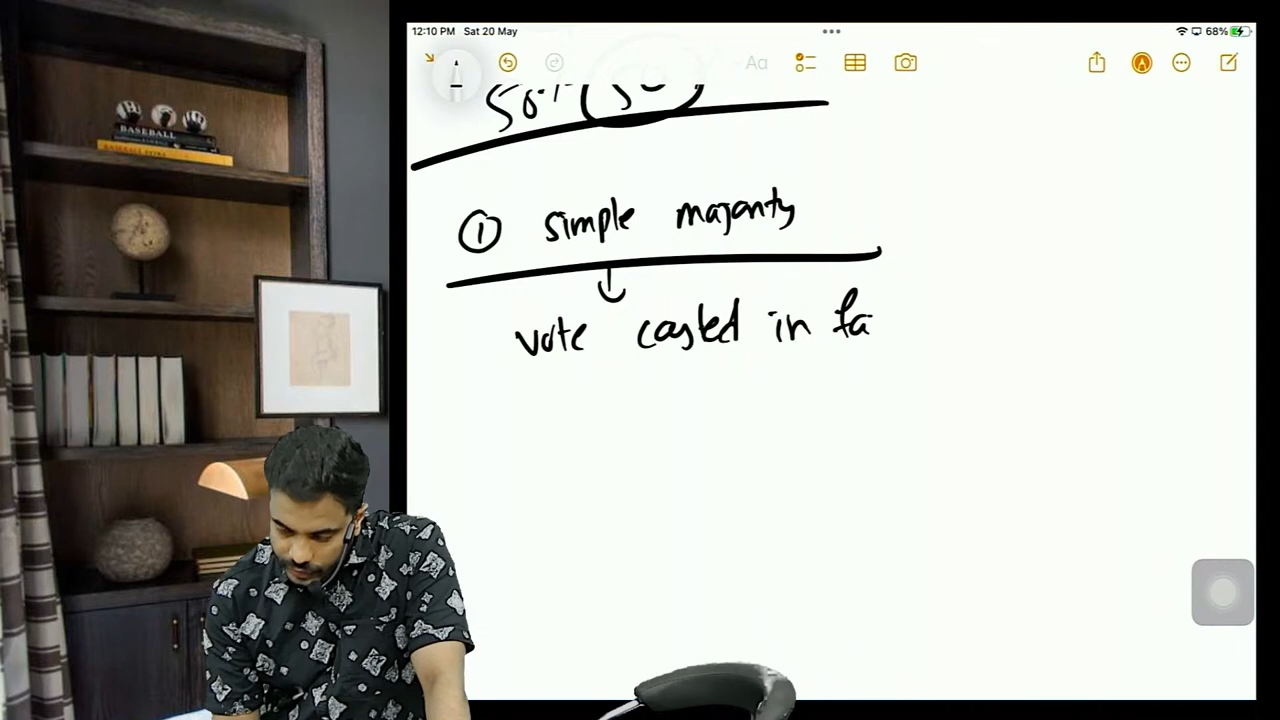 12:10 PM Sat 20 May
68%
BASEBALL
Aa
① simple majority
vote casted in fa